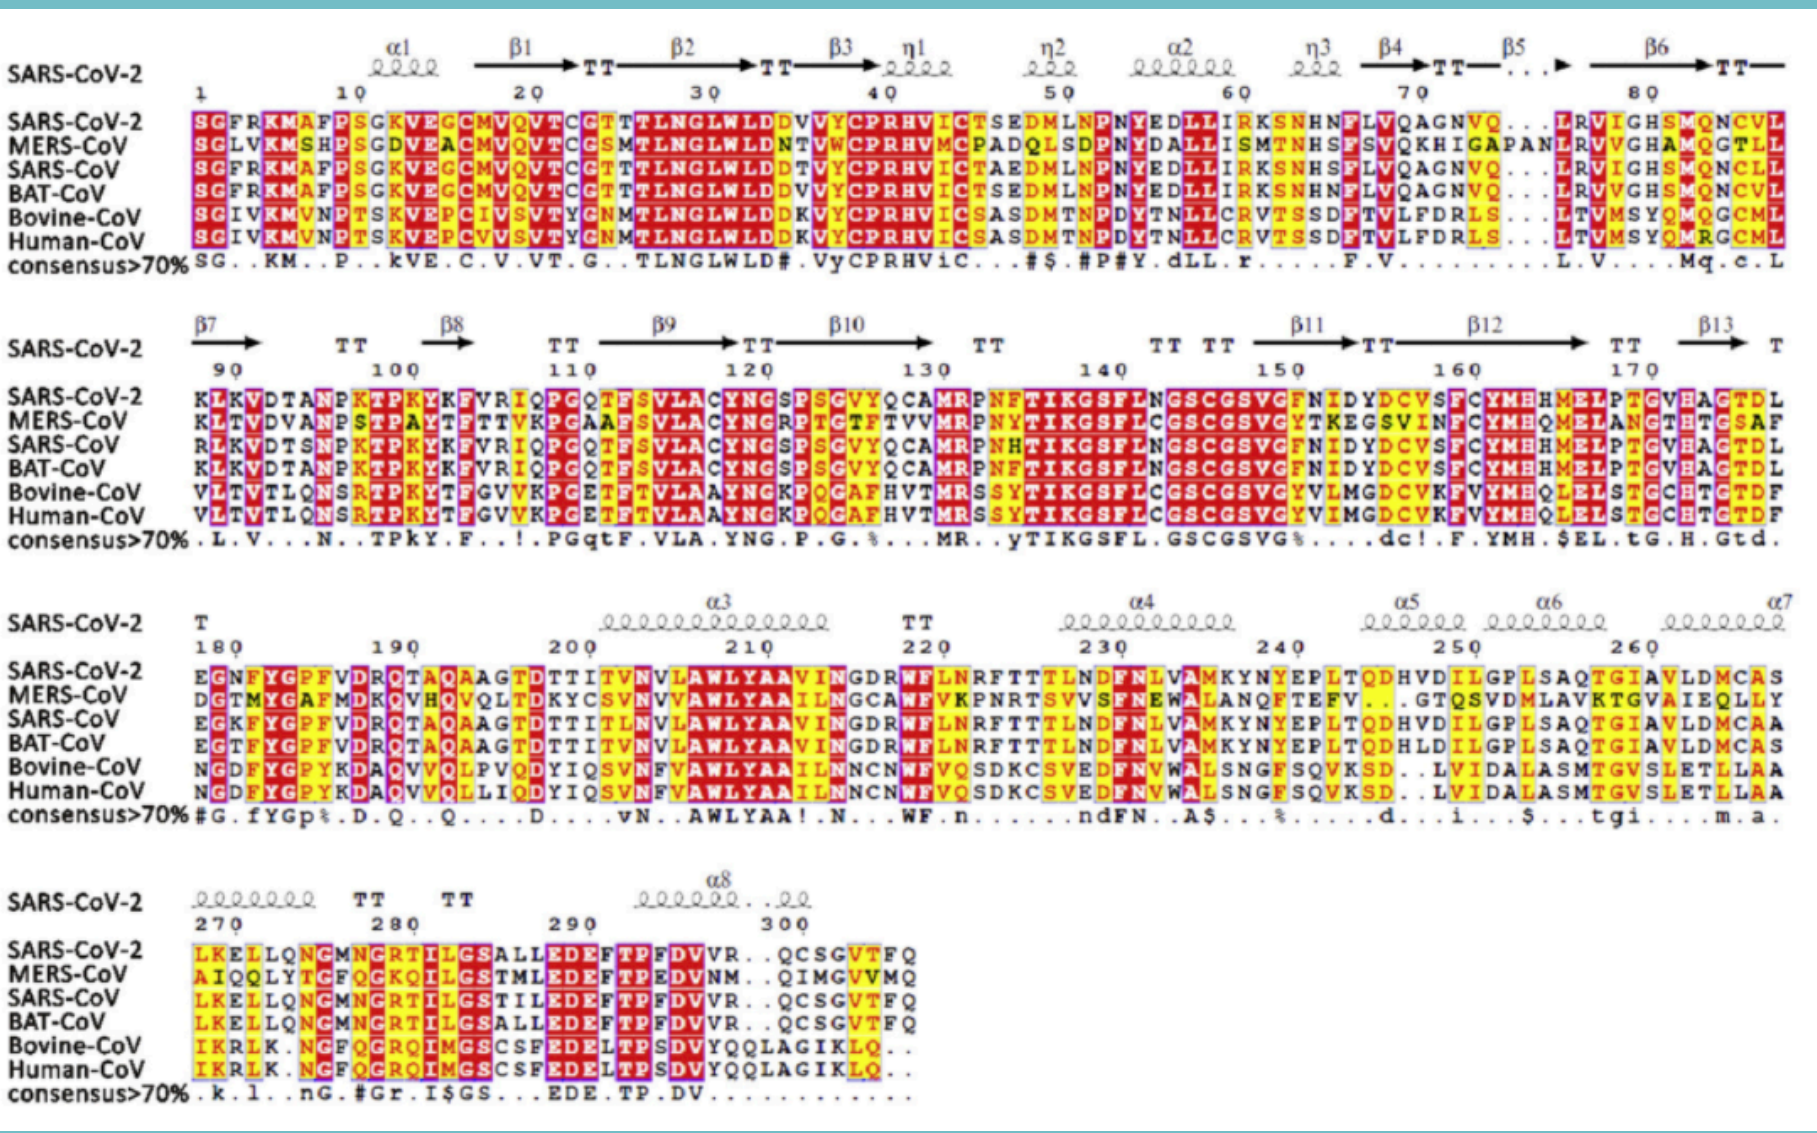 α1 β1 β2 β3 η1 η2 α2 η3 β4 β5 β6
SARS-CoV-2 TT TT TT ... TT
1 10 20 30 40 50 60 70 80
SARS-CoV-2 SGFRKMAFPSGKVEGCMVQVTCGTTTLNGLWLDDVVYCPRHVICTSEDMLNPNYEDLLIRKSNHNFLVQAGNVQ...LRVIGHSMQNCVL
MERS-CoV SGLVKMSHPSGDVEACMVQVTCGSMTLNGLWLDNTVWCPRHVMCPADQLSDPNYDALLISMTNHSFSVQKHIGAPANLRVVGHAMQGTLL
SARS-CoV SGFRKMAFPSGKVEGCMVQVTCGTTTLNGLWLDDTVYCPRHVICTAEDMLNPNYEDLLIRKSNHSFLVQAGNVQ...LRVIGHSMQNCLL
BAT-CoV SGFRKMAFPSGKVEGCMVQVTCGTTTLNGLWLDDVVYCPRHVICTSEDMLNPNYEDLLIRKSNHNFLVQAGNVQ...LRVVGHSMQNCVL
Bovine-CoV SGIVKMVNPTSKVEPCIVSVTYGNMTLNGLWLDDKVYCPRHVICSASDMTNPDYTNLLCRVTSSDFTVLFDRLS...LTVMSYQMQGCML
Human-CoV SGIVKMVNPTSKVEPCVVSVTYGNMTLNGLWLDDKVYCPRHVICSASDMTNPDYTNLLCRVTSSDFTVLFDRLS...LTVMSYQMRGCML
consensus>70% SG..KM..P..kVE.C.V.VT.G..TLNGLWLD#.VyCPRHViC...#$.#P#Y.dLL.r.....F.V.........L.V....Mq.c.L
β7 β8 β9 β10 β11 β12 β13
SARS-CoV-2 TT TT TT TT TT TT TT TT T
90 100 110 120 130 140 150 160 170
SARS-CoV-2 KLKVDTANPKTPKYKFVRIQPGQTFSVLACYNGSPSGVYQCAMRPNFTIKGSFLNGSCGSVGFNIDYDCVSFCYMHHMELPTGVHAGTDL
MERS-CoV KLTVDVANPSTPAYTFTTVKPGAAFSVLACYNGRPTGTFTVVMRPNYTIKGSFLCGSCGSVGYTKEGSVINFCYMHQMELANGTHTGSAF
SARS-CoV RLKVDTSNPKTPKYKFVRIQPGQTFSVLACYNGSPSGVYQCAMRPNHTIKGSFLNGSCGSVGFNIDYDCVSFCYMHHMELPTGVHAGTDL
BAT-CoV KLKVDTANPKTPKYKFVRIQPGQTFSVLACYNGSPSGVYQCAMRPNFTIKGSFLNGSCGSVGFNIDYDCVSFCYMHHMELPTGVHAGTDL
Bovine-CoV VLTVTLQNSRTPKYTFGVVKPGETFTVLAAYNGKPQGAFHVTMRSSYTIKGSFLCGSCGSVGYVLMGDCVKFVYMHQLELSTGCHTGTDF
Human-CoV VLTVTLQNSRTPKYTFGVVKPGETFTVLAAYNGKPQGAFHVTMRSSYTIKGSFLCGSCGSVGYVIMGDCVKFVYMHQLELSTGCHTGTDF
consensus>70% .L.V...N..TPkY.F..!.PGqtF.VLA.YNG.P.G.%...MR..yTIKGSFL.GSCGSVG%....dc!.F.YMH.$EL.tG.H.Gtd.
α3 α4 α5 α6 α7
SARS-CoV-2 T TT
180 190 200 210 220 230 240 250 260
SARS-CoV-2 EGNFYGPFVDRQTAQAAGTDTTITVNVLAWLYAAVINGDRWFLNRFTTTLNDFNLVAMKYNYEPLTQDHVDILGPLSAQTGIAVLDMCAS
MERS-CoV DGTMYGAFMDKQVHQVQLTDKYCSVNVVAWLYAAILNGCAWFVKPNRTSVVSFNEWALANQFTEFV...GTQSVDMLAVKTGVAIEQLLY
SARS-CoV EGKFYGPFVDRQTAQAAGTDTTITLNVLAWLYAAVINGDRWFLNRFTTTLNDFNLVAMKYNYEPLTQDHVDILGPLSAQTGIAVLDMCAA
BAT-CoV EGTFYGPFVDRQTAQAAGTDTTITVNVLAWLYAAVINGDRWFLNRFTTTLNDFNLVAMKYNYEPLTQDHLDILGPLSAQTGIAVLDMCAS
Bovine-CoV NGDFYGPYKDAQVVQLPVQDYIQSVNFVAWLYAAILNNCNWFVQSDKCSVEDFNVWALSNGFSQVKSD..LVIDALASMTGVSLETLLAA
Human-CoV NGDFYGPYKDAQVVQLLIQDYIQSVNFVAWLYAAILNNCNWFVQSDKCSVEDFNVWALSNGFSQVKSD..LVIDALASMTGVSLETLLAA
consensus>70% #G.fYGp%.D.Q..Q....D....vN..AWLYAA!.N...WF.n......ndFN..A$...%.....d...i...$...tgi....m.a.
α8
SARS-CoV-2 TT TT ..
270 280 290 300
SARS-CoV-2 LKELLQNGMNGRTILGSALLEDEFTPFDVVR..QCSGVTFQ
MERS-CoV AIQQLYTGFQGKQILGSTMLEDEFTPEDVNM..QIMGVVMQ
SARS-CoV LKELLQNGMNGRTILGSTILEDEFTPFDVVR..QCSGVTFQ
BAT-CoV LKELLQNGMNGRTILGSALLEDEFTPFDVVR..QCSGVTFQ
Bovine-CoV IKRLK.NGFQGRQIMGSCSFEDELTPSDVYQQLAGIKLQ..
Human-CoV IKRLK.NGFQGRQIMGSCSFEDELTPSDVYQQLAGIKLQ..
consensus>70% .k.l..nG.#Gr.I$GS...EDE.TP.DV............